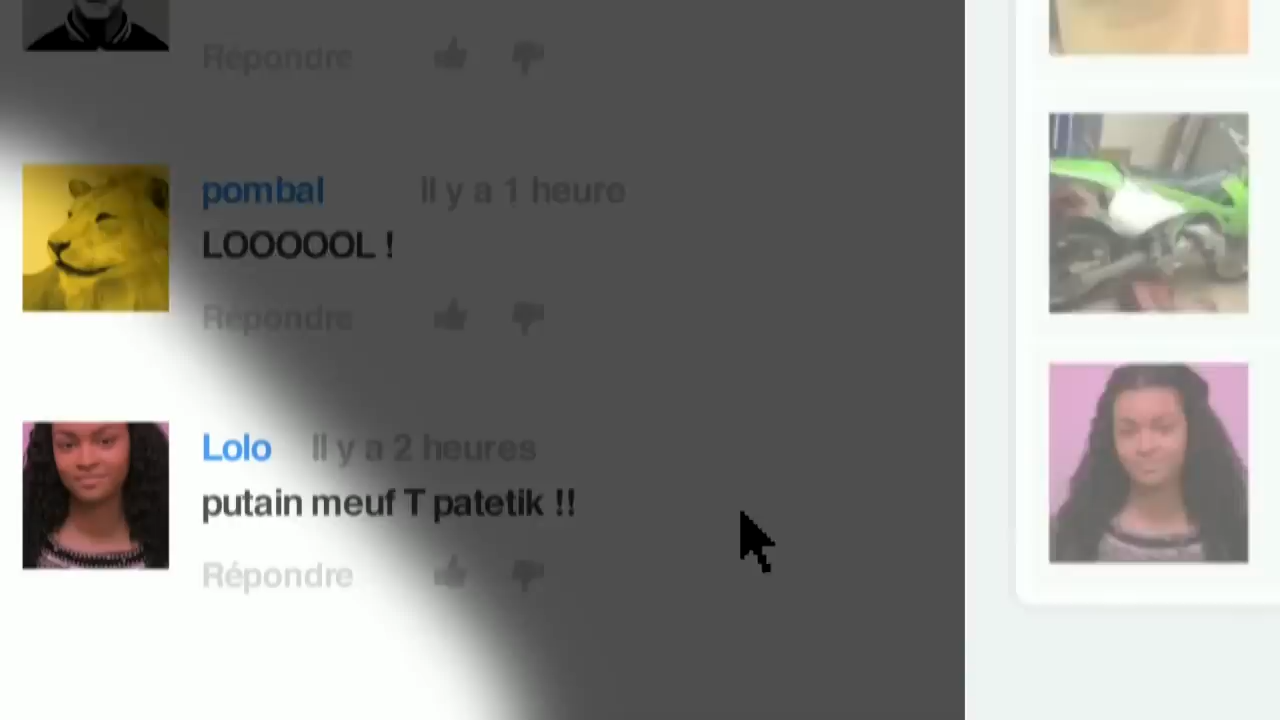 Répondre
pombal Il y a 1 heure
LOOOOOL !
Répondre
Lolo Il y a 2 heures
putain meuf T patetik !!
Répondre